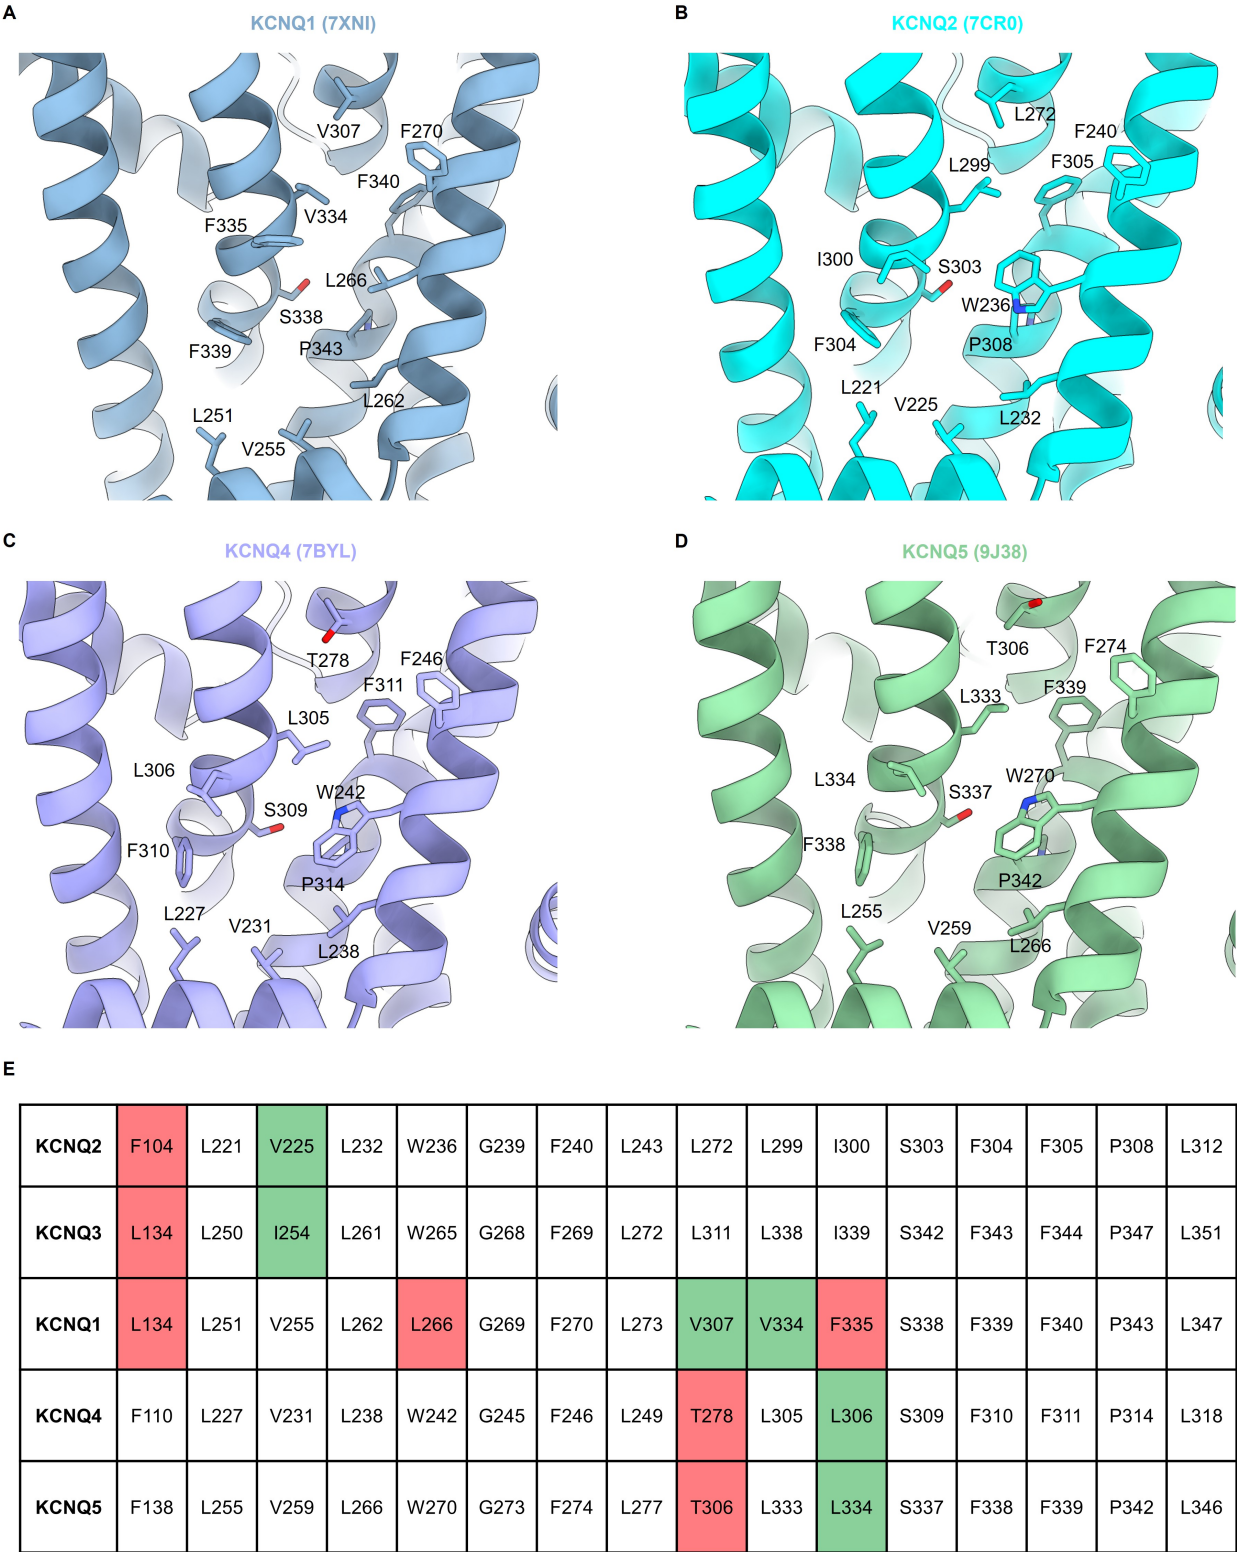 A
KCNQ1 (7XNI)
V307
F270
F340
F335
V334
L266
S338
F339
P343
L262
L251
V255
B
KCNQ2 (7CR0)
L272
F240
L299
F305
I300
S303
W236
F304
P308
L221
V225
L232
C
KCNQ4 (7BYL)
T278
F246
F311
L305
L306
W242
S309
F310
P314
L227
V231
L238
D
KCNQ5 (9J38)
T306
F274
L333
F339
L334
W270
S337
F338
P342
L255
V259
L266
E
KCNQ2 F104 L221 V225 L232 W236 G239 F240 L243 L272 L299 I300 S303 F304 F305 P308 L312
KCNQ3 L134 L250 I254 L261 W265 G268 F269 L272 L311 L338 I339 S342 F343 F344 P347 L351
KCNQ1 L134 L251 V255 L262 L266 G269 F270 L273 V307 V334 F335 S338 F339 F340 P343 L347
KCNQ4 F110 L227 V231 L238 W242 G245 F246 L249 T278 L305 L306 S309 F310 F311 P314 L318
KCNQ5 F138 L255 V259 L266 W270 G273 F274 L277 T306 L333 L334 S337 F338 F339 P342 L346